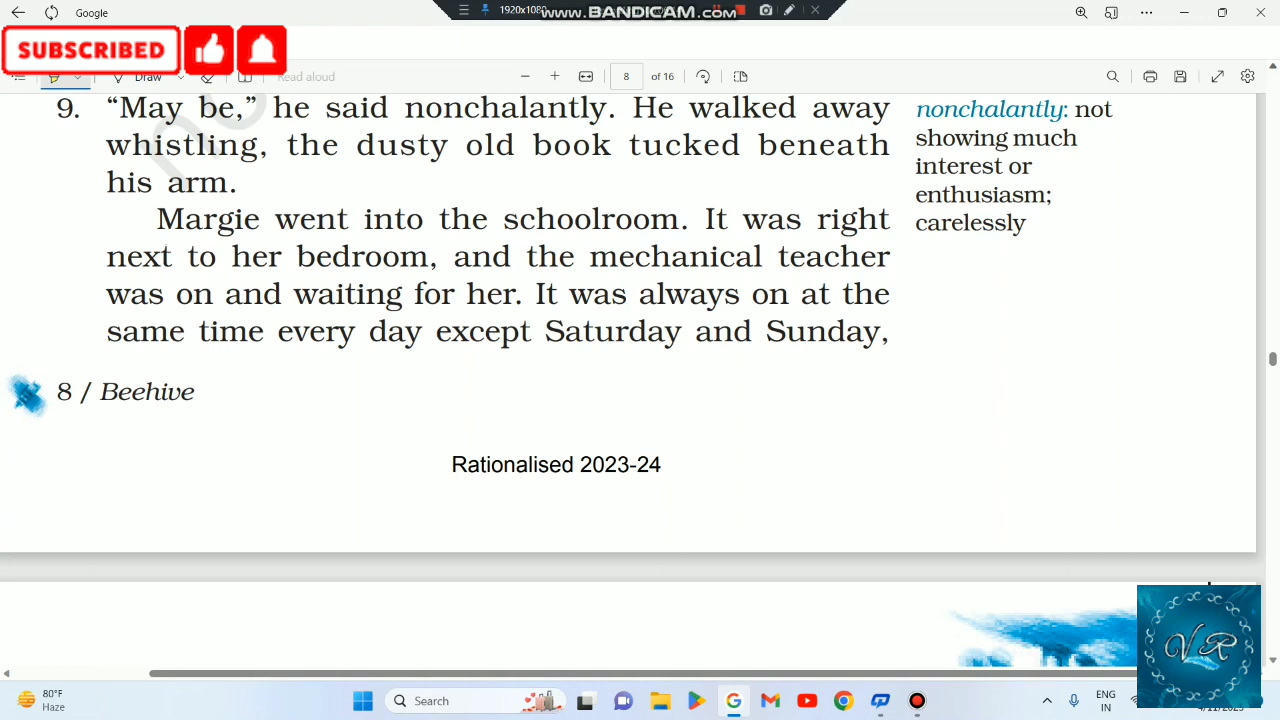 Google
1920x1080
www.BANDICAM.com
SUBSCRIBED
Draw
Read aloud
8
of 16
9. “May be,” he said nonchalantly. He walked away
whistling, the dusty old book tucked beneath
his arm.
Margie went into the schoolroom. It was right
next to her bedroom, and the mechanical teacher
was on and waiting for her. It was always on at the
same time every day except Saturday and Sunday,
nonchalantly: not
showing much
interest or
enthusiasm;
carelessly
8 / Beehive
Rationalised 2023-24
VR
80°F
Haze
Search
ENG
IN